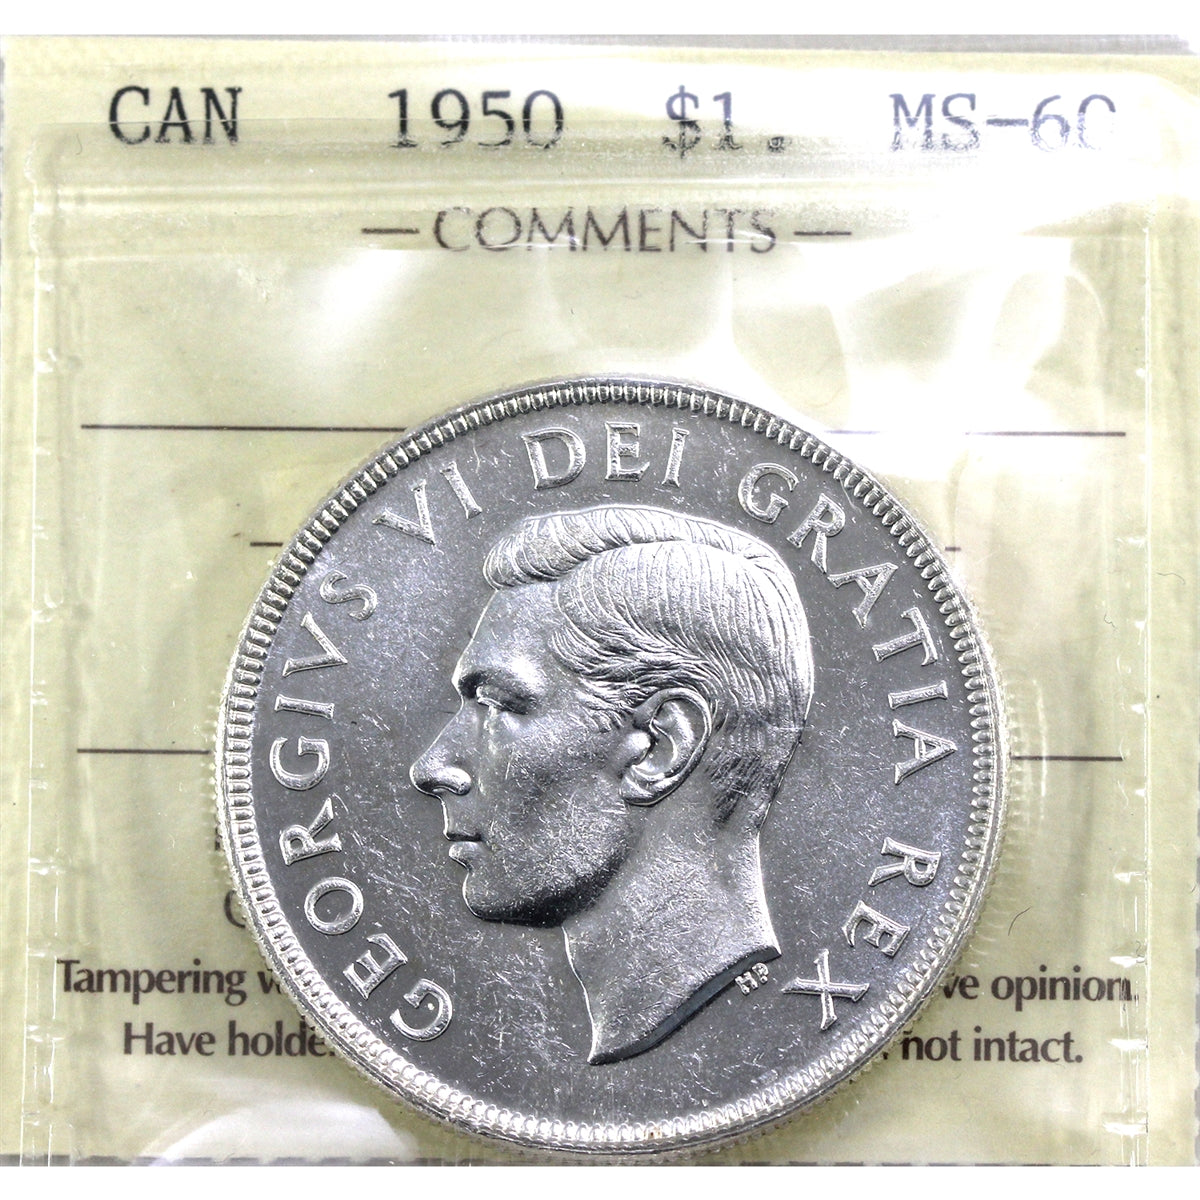 CAN 1950 $1. MS-60
— COMMENTS —
GEORGIVS VI DEI GRATIA REX
HP
Tampering ve opinion
Have holde not intact.